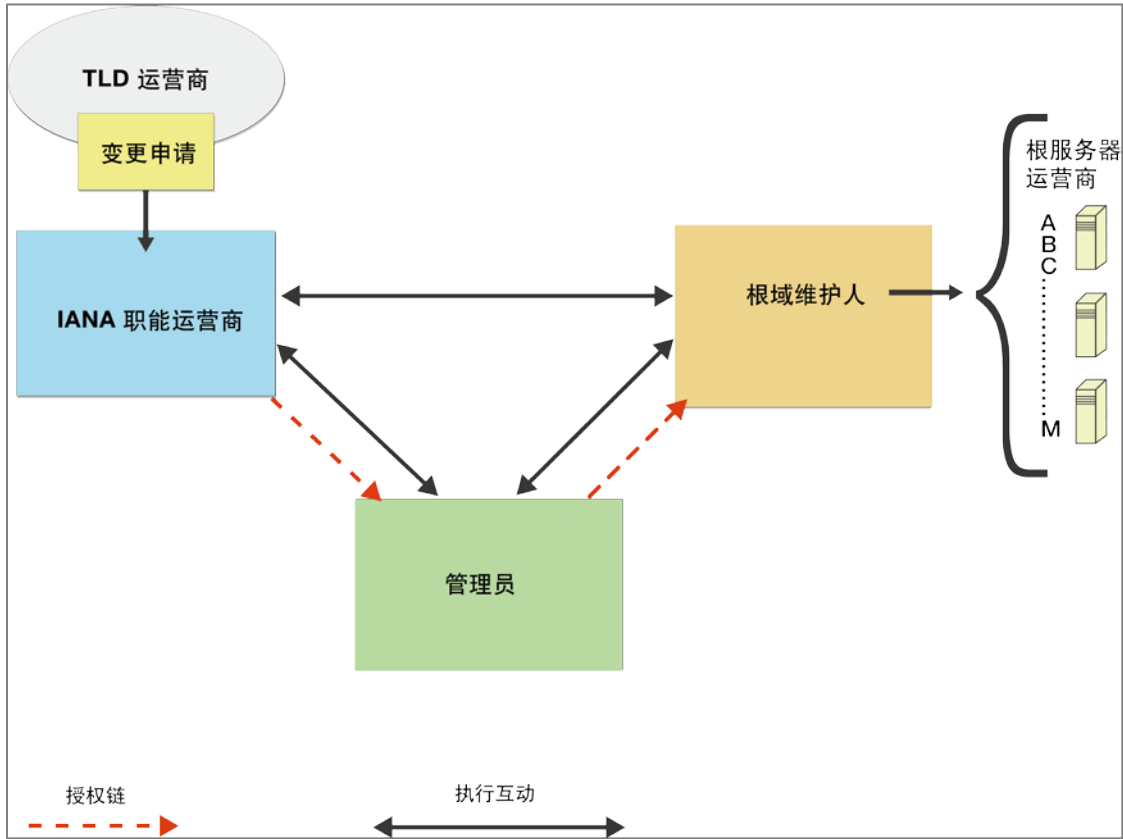 TLD 运营商
变更申请
IANA 职能运营商
根域维护人
根服务器
运营商
A
B
C
M
管理员
授权链
执行互动